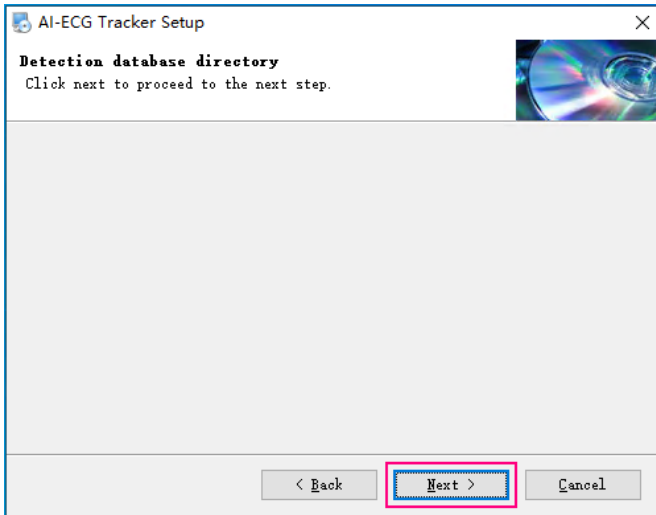 AI-ECG Tracker Setup
Detection database directory
Click next to proceed to the next step.
< Back
Next >
Cancel